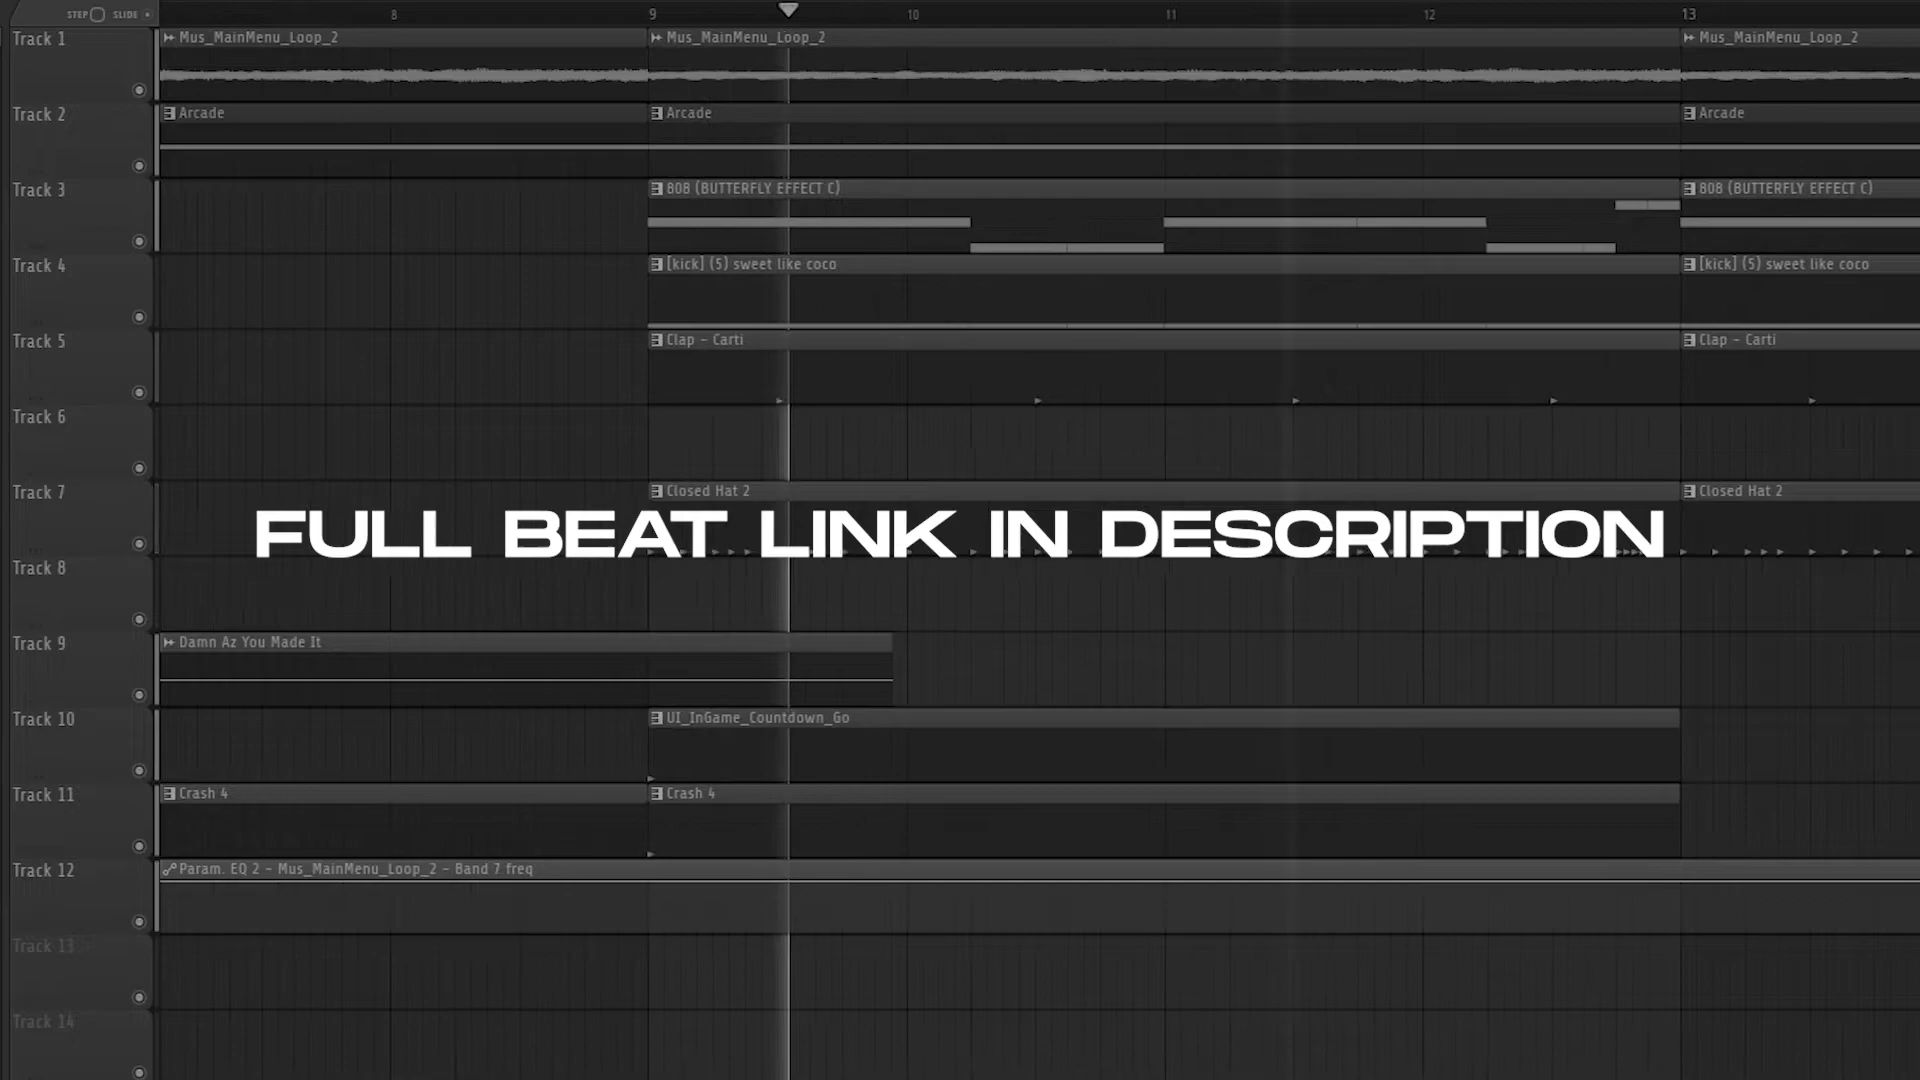 STEP SLIDE 8 9 10 11 12 13
Track 1 Mus_MainMenu_Loop_2 Mus_MainMenu_Loop_2 Mus_MainMenu_Loop_2
Track 2 Arcade Arcade Arcade
Track 3 808 (BUTTERFLY EFFECT C) 808 (BUTTERFLY EFFECT C)
Track 4 [kick] (5) sweet like coco [kick] (5) sweet like coco
Track 5 Clap - Carti Clap - Carti
Track 6
Track 7 Closed Hat 2 Closed Hat 2
FULL BEAT LINK IN DESCRIPTION
Track 8
Track 9 Damn Az You Made It
Track 10 UI_InGame_Countdown_Go
Track 11 Crash 4 Crash 4
Track 12 Param. EQ 2 - Mus_MainMenu_Loop_2 - Band 7 freq
Track 13
Track 14